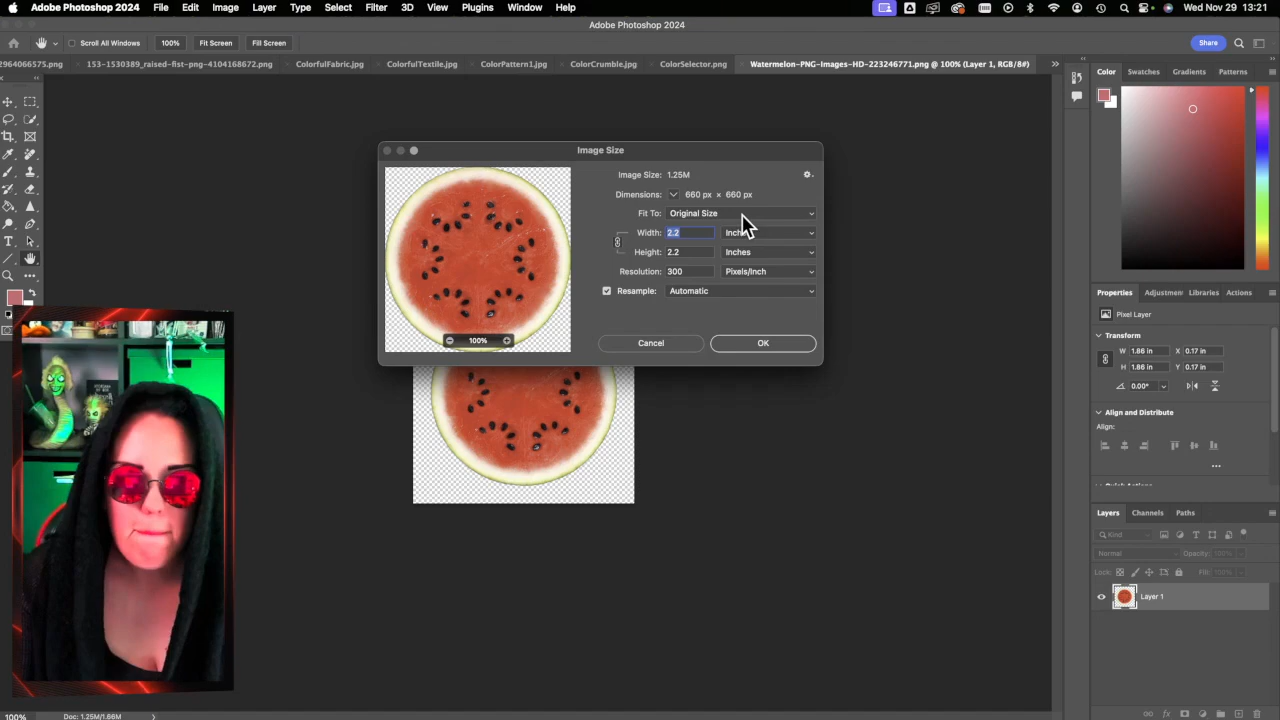 Adobe Photoshop 2024 File Edit Image Layer Type Select Filter 3D View Plugins Window Help Wed Nov 29 13:21
Adobe Photoshop 2024
Scroll All Windows 100% Fit Screen Fill Screen Share
2964066575.png 153-1530389_raised-fist-png-4104168672.png ColorfulFabric.jpg ColorfulTextile.jpg ColorPattern1.jpg ColorCrumble.jpg ColorSelector.png Watermelon-PNG-Images-HD-223246771.png @ 100% (Layer 1, RGB/8#)
Color Swatches Gradients Patterns
Image Size
Image Size: 1.25M
Dimensions: 660 px × 660 px
Fit To: Original Size
Width: 2.2 Inches
Height: 2.2 Inches
Resolution: 300 Pixels/Inch
Resample: Automatic
100%
Cancel OK
Properties Adjustmen Libraries Actions
Pixel Layer
Transform
W 1.86 in X 0.17 in
H 1.86 in Y 0.17 in
0.00°
Align and Distribute
Align:
Quick Actions
Layers Channels Paths
Kind
Normal Opacity: 100%
Lock: Fill: 100%
Layer 1
100% Doc: 1.25M/1.66M